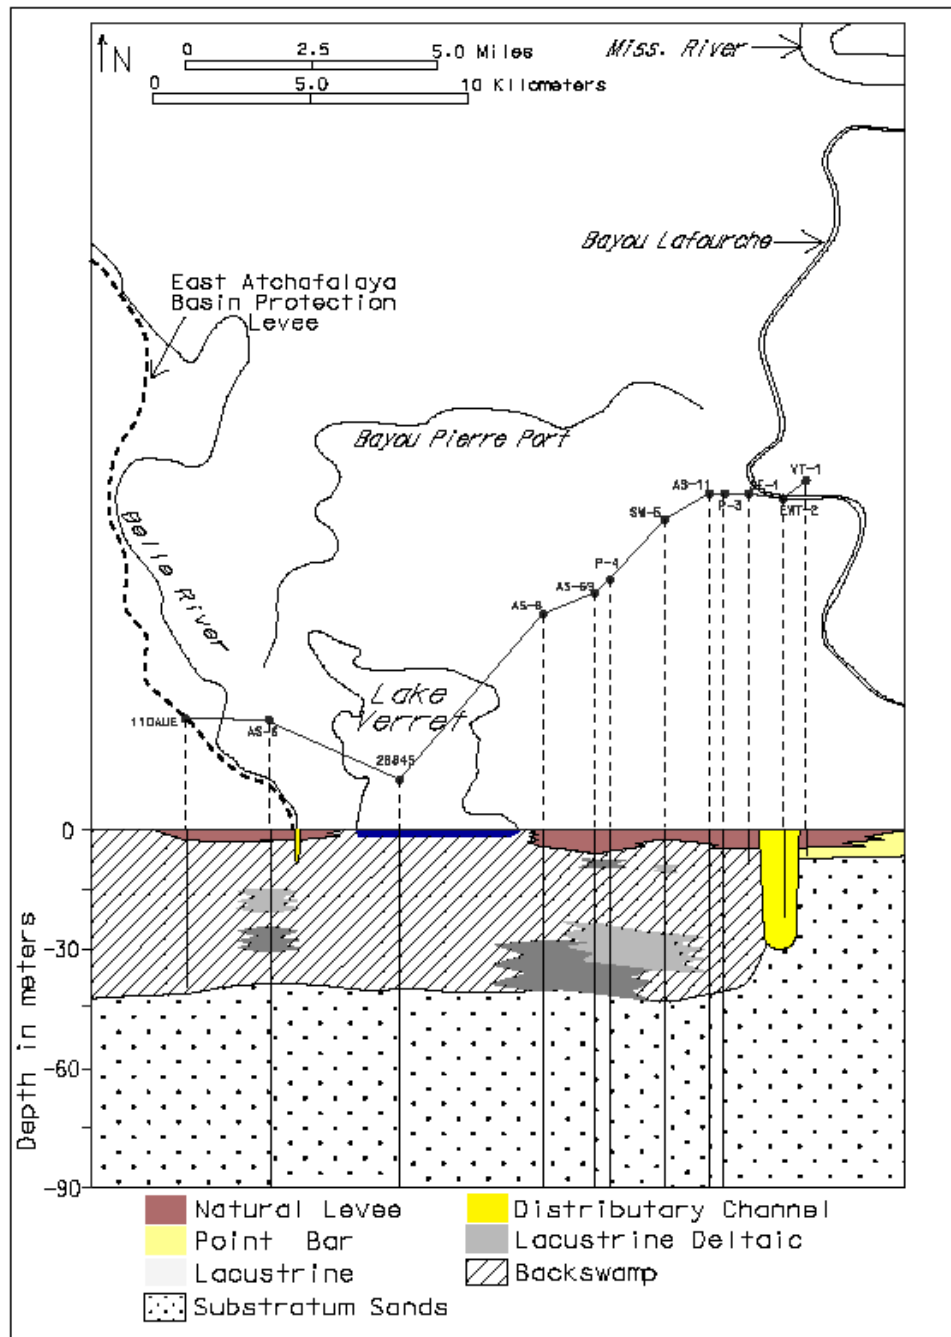 N
0 2.5 5.0 Miles
0 5.0 10 Kilometers
Miss. River
Bayou Lafourche
East Atchafalaya
Basin Protection
Levee
Bayou Pierre Part
Belle River
VT-1
AS-11
P-3
EWT-2
SW-5
P-4
AS-8
Lake
Verret
AS-6
28845
0
-30
-60
-90
Depth in meters
Natural Levee
Distributary Channel
Point Bar
Lacustrine Deltaic
Lacustrine
Backswamp
Substratum Sands